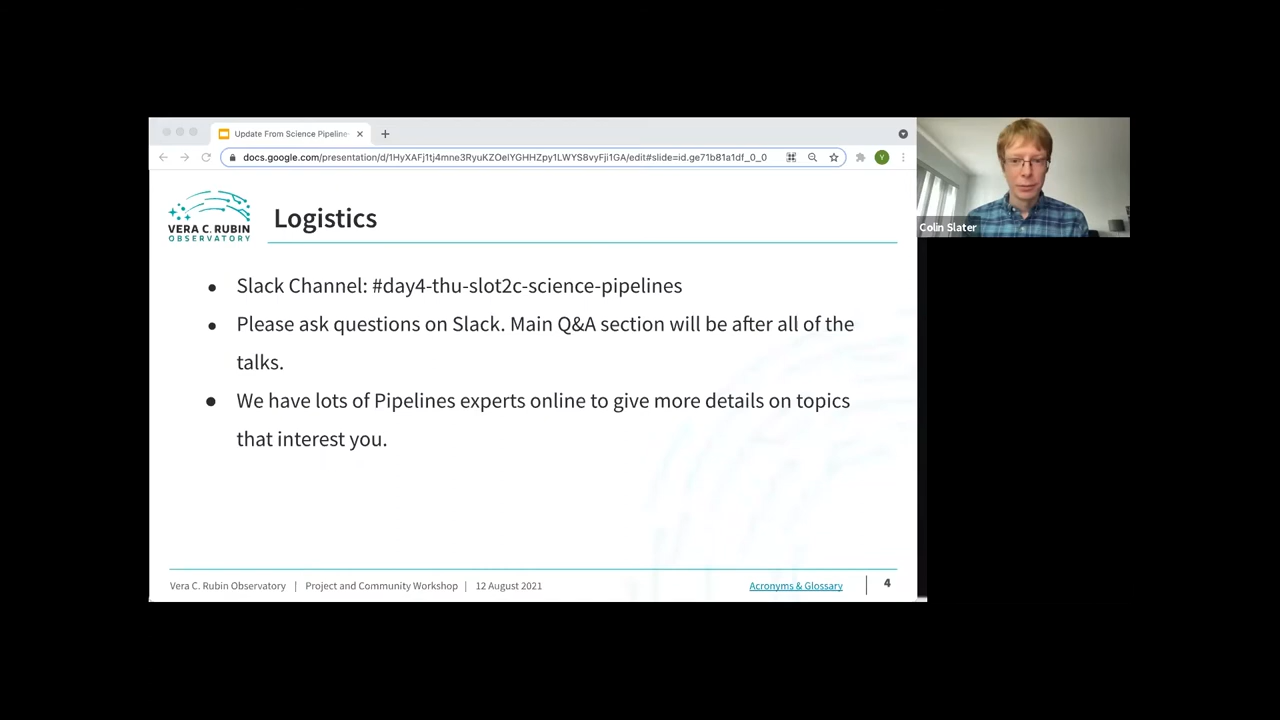 Update From Science Pipeline
docs.google.com/presentation/d/1HyXAFj1tj4mne3RyuKZOeIYGHHZpy1LWYS8vyFji1GA/edit#slide=id.ge71b81a1df_0_0
V
VERA C. RUBIN
OBSERVATORY
Logistics
Colin Slater
● Slack Channel: #day4-thu-slot2c-science-pipelines
● Please ask questions on Slack. Main Q&A section will be after all of the
talks.
● We have lots of Pipelines experts online to give more details on topics
that interest you.
Vera C. Rubin Observatory | Project and Community Workshop | 12 August 2021
Acronyms & Glossary
4